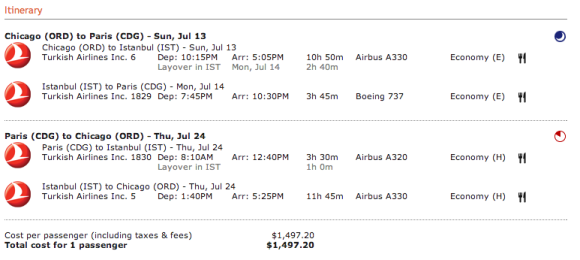 Itinerary
Chicago (ORD) to Paris (CDG) - Sun, Jul 13
Chicago (ORD) to Istanbul (IST) - Sun, Jul 13
Turkish Airlines Inc. 6 Dep: 10:15PM Arr: 5:05PM 10h 50m Airbus A330 Economy (E)
Layover in IST Mon, Jul 14 2h 40m
Istanbul (IST) to Paris (CDG) - Mon, Jul 14
Turkish Airlines Inc. 1829 Dep: 7:45PM Arr: 10:30PM 3h 45m Boeing 737 Economy (E)
Paris (CDG) to Chicago (ORD) - Thu, Jul 24
Paris (CDG) to Istanbul (IST) - Thu, Jul 24
Turkish Airlines Inc. 1830 Dep: 8:10AM Arr: 12:40PM 3h 30m Airbus A320 Economy (H)
Layover in IST 1h 0m
Istanbul (IST) to Chicago (ORD) - Thu, Jul 24
Turkish Airlines Inc. 5 Dep: 1:40PM Arr: 5:25PM 11h 45m Airbus A330 Economy (H)
Cost per passenger (including taxes & fees) $1,497.20
Total cost for 1 passenger $1,497.20